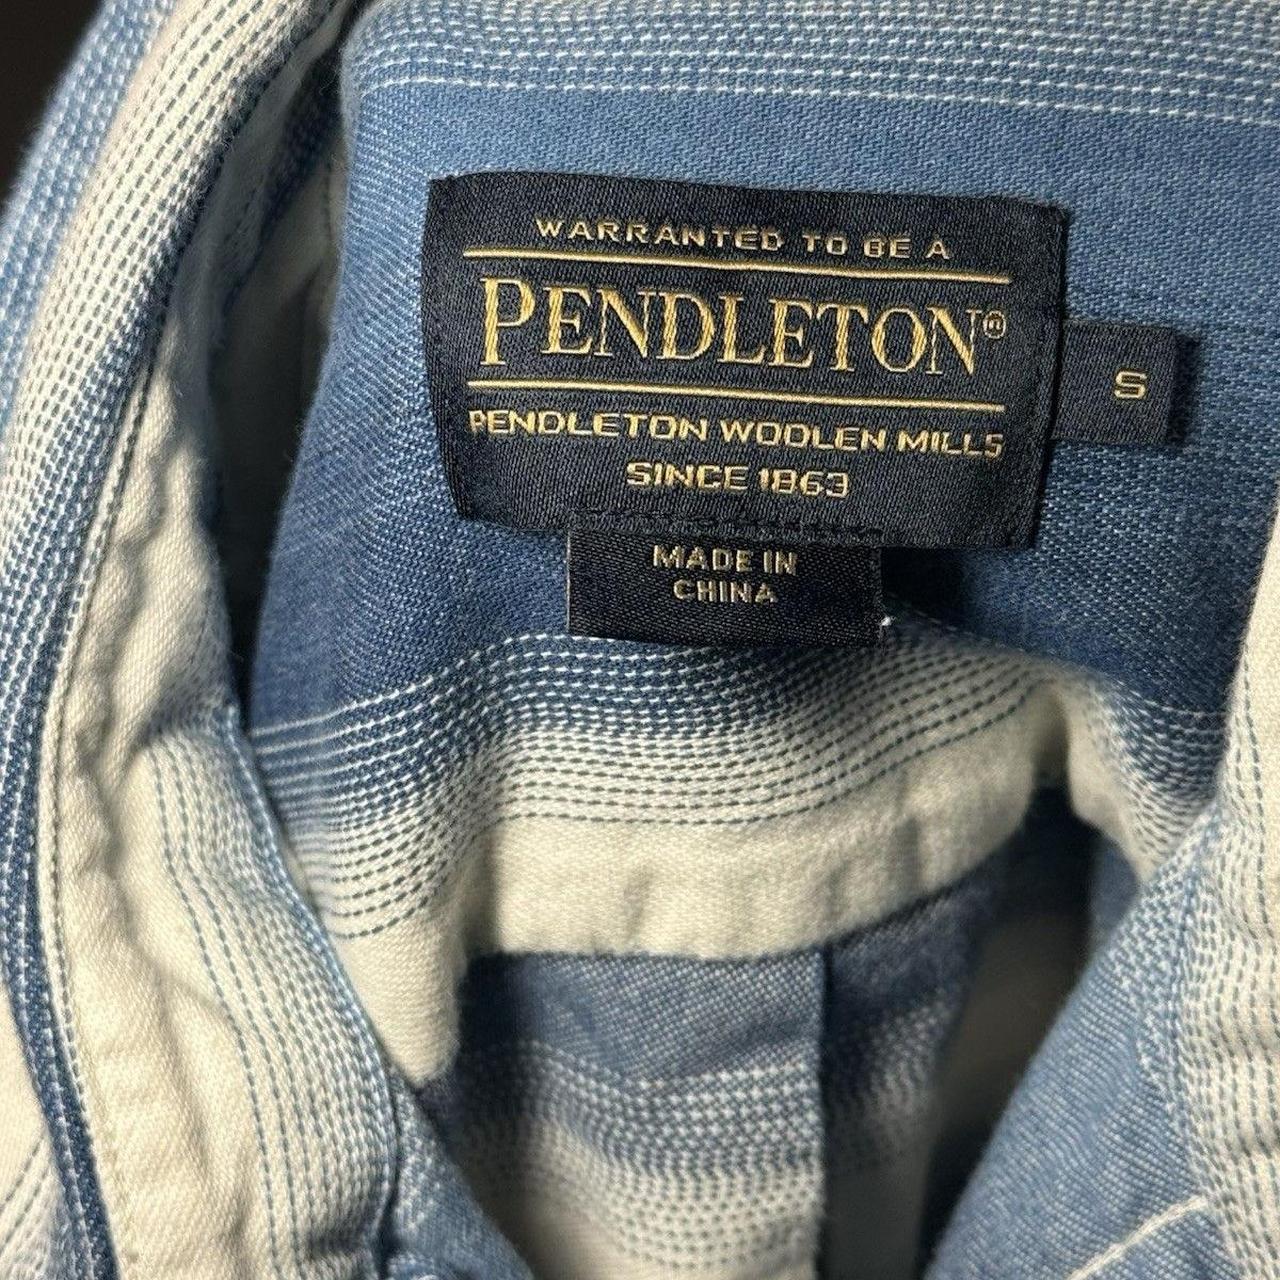 WARRANTED TO BE A
PENDLETON®
PENDLETON WOOLEN MILLS
SINCE 1863
S
MADE IN
CHINA